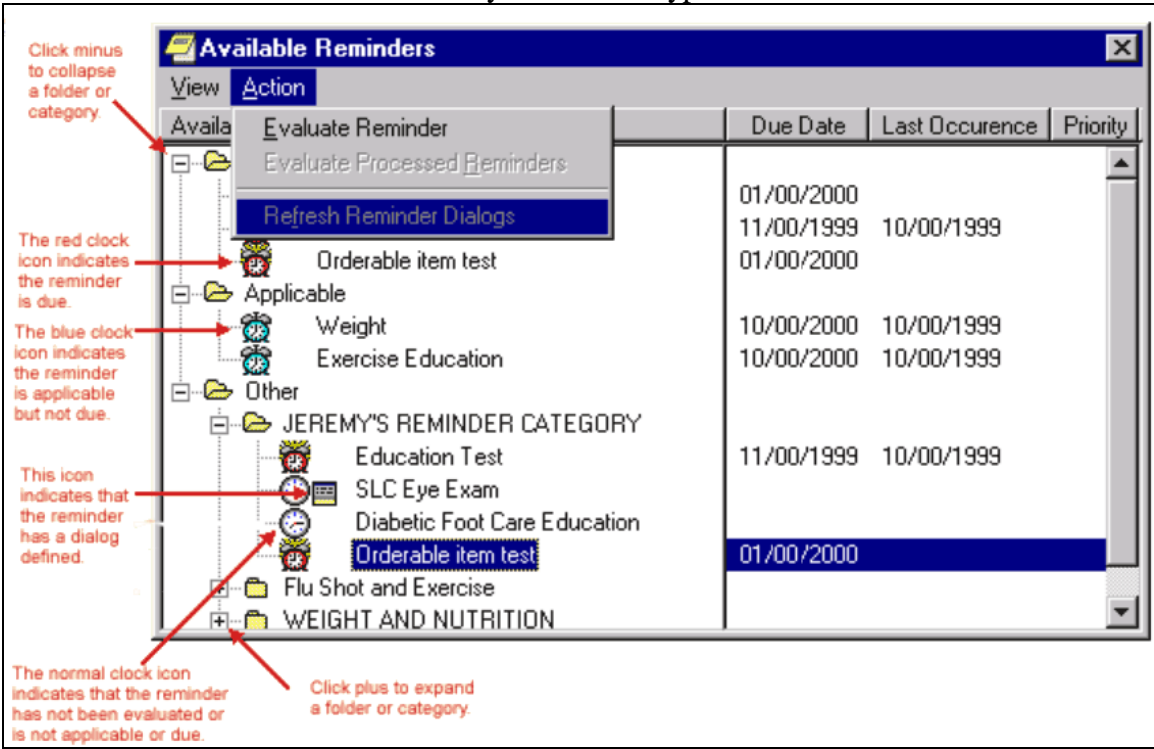 Click minus
to collapse
a folder or
category.
Available Reminders
View Action
Availa
Due Date Last Occurence Priority
Evaluate Reminder
Evaluate Processed Reminders
Refresh Reminder Dialogs
01/00/2000
11/00/1999 10/00/1999
The red clock
icon indicates
the reminder
is due.
Orderable item test 01/00/2000
Applicable
The blue clock
icon indicates
the reminder
is applicable
but not due.
Weight 10/00/2000 10/00/1999
Exercise Education 10/00/2000 10/00/1999
Other
JEREMY'S REMINDER CATEGORY
Education Test 11/00/1999 10/00/1999
This icon
indicates that
the reminder
has a dialog
defined.
SLC Eye Exam
Diabetic Foot Care Education
Orderable item test 01/00/2000
Flu Shot and Exercise
WEIGHT AND NUTRITION
The normal clock icon
indicates that the reminder
has not been evaluated or
is not applicable or due.
Click plus to expand
a folder or category.